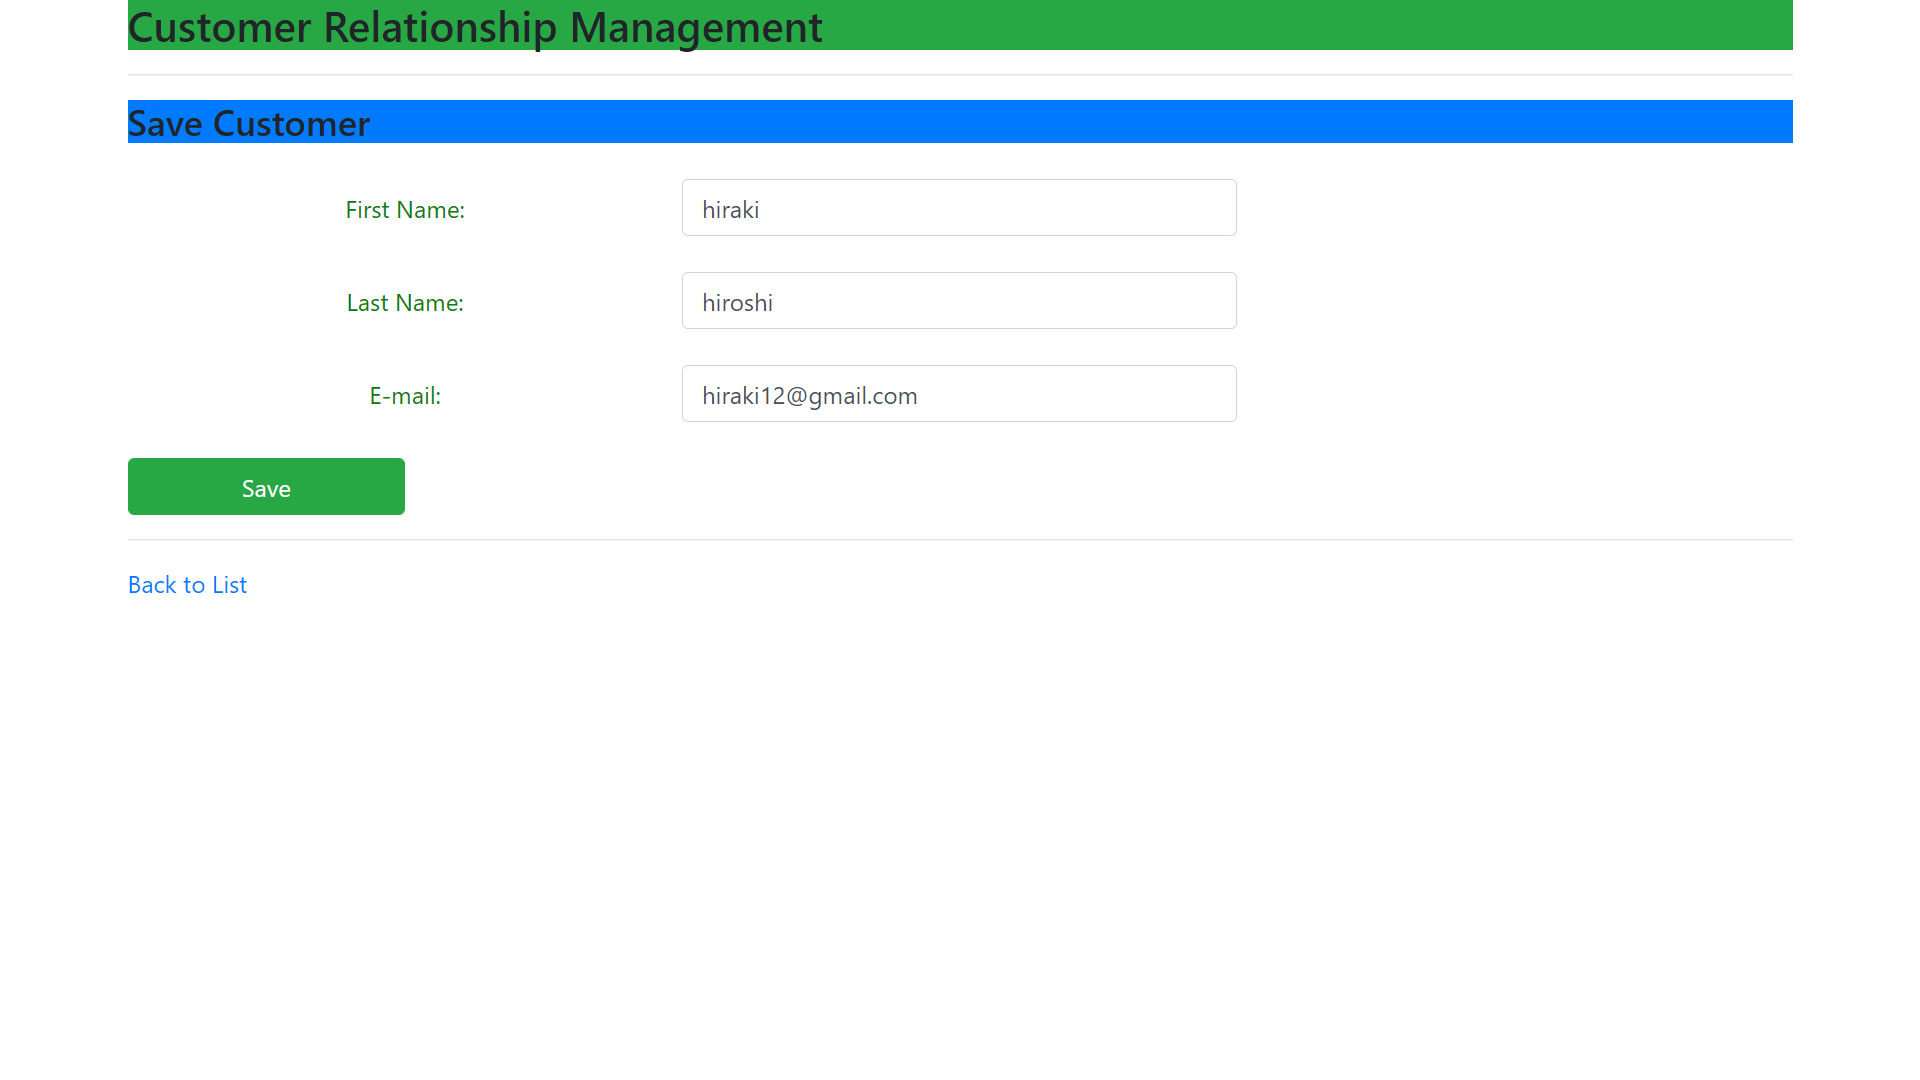 Customer Relationship Management
Save Customer
First Name: hiraki
Last Name: hiroshi
E-mail: hiraki12@gmail.com
Save
Back to List